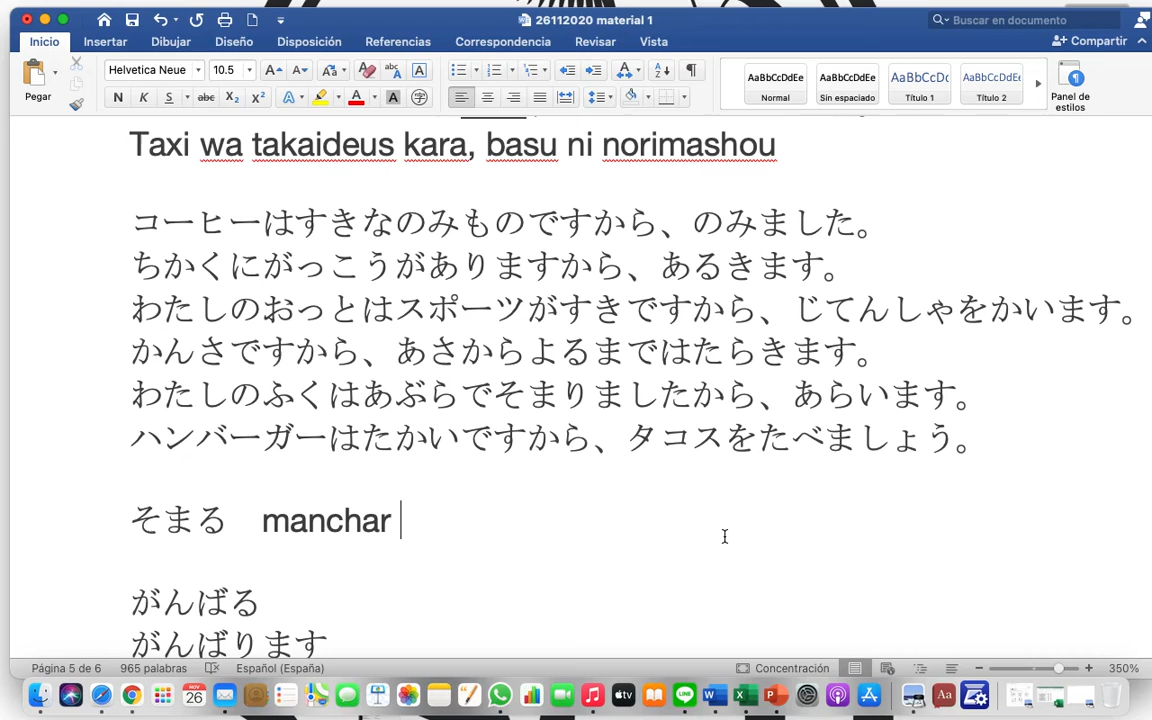 26112020 material 1
Buscar en documento
Inicio Insertar Dibujar Diseño Disposición Referencias Correspondencia Revisar Vista
Compartir
Pegar
Helvetica Neue 10.5
N K S abc X₂ X²
AaBbCcDdEe AaBbCcDdEe AaBbCcDc AaBbCcDdEe
Normal Sin espaciado Título 1 Título 2
Panel de estilos
Taxi wa takaideus kara, basu ni norimashou
コーヒーはすきなのみものですから、のみました。
ちかくにがっこうがありますから、あるきます。
わたしのおっとはスポーツがすきですから、じてんしゃをかいます。
かんさですから、あさからよるまではたらきます。
わたしのふくはあぶらでそまりましたから、あらいます。
ハンバーガーはたかいですから、タコスをたべましょう。
そまる manchar
がんばる
がんばります
Página 5 de 6 965 palabras Español (España) Concentración 350%
NOV 26